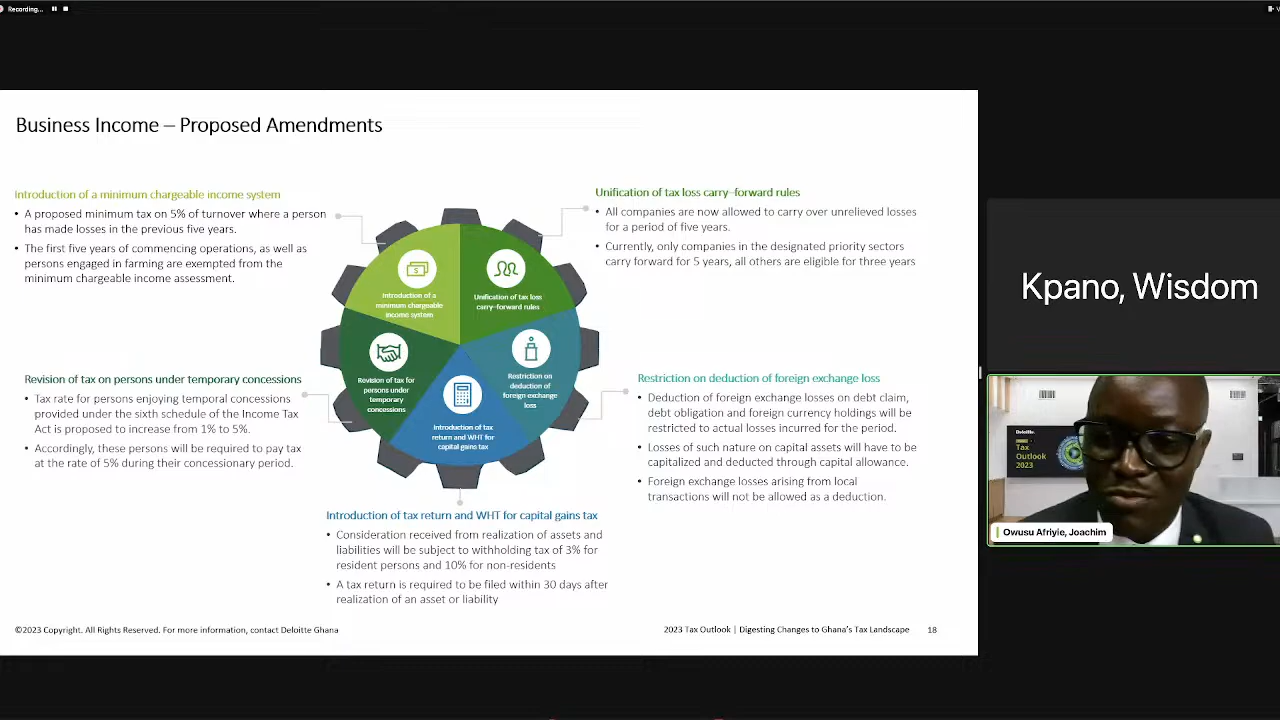 Recording...
Business Income – Proposed Amendments
Introduction of a minimum chargeable income system
• A proposed minimum tax on 5% of turnover where a person
has made losses in the previous five years.
• The first five years of commencing operations, as well as
persons engaged in farming are exempted from the
minimum chargeable income assessment.
Unification of tax loss carry–forward rules
• All companies are now allowed to carry over unrelieved losses
for a period of five years.
• Currently, only companies in the designated priority sectors
carry forward for 5 years, all others are eligible for three years
Introduction of a
minimum chargeable
income system
Unification of tax loss
carry-forward rules
Revision of tax for
persons under
temporary
concessions
Restriction on
deduction of
foreign exchange
loss
Introduction of tax
return and WHT for
capital gains tax
Revision of tax on persons under temporary concessions
• Tax rate for persons enjoying temporal concessions
provided under the sixth schedule of the Income Tax
Act is proposed to increase from 1% to 5%.
• Accordingly, these persons will be required to pay tax
at the rate of 5% during their concessionary period.
Restriction on deduction of foreign exchange loss
• Deduction of foreign exchange losses on debt claim,
debt obligation and foreign currency holdings will be
restricted to actual losses incurred for the period.
• Losses of such nature on capital assets will have to be
capitalized and deducted through capital allowance.
• Foreign exchange losses arising from local
transactions will not be allowed as a deduction.
Introduction of tax return and WHT for capital gains tax
• Consideration received from realization of assets and
liabilities will be subject to withholding tax of 3% for
resident persons and 10% for non-residents
• A tax return is required to be filed within 30 days after
realization of an asset or liability
©2023 Copyright. All Rights Reserved. For more information, contact Deloitte Ghana
2023 Tax Outlook | Digesting Changes to Ghana's Tax Landscape 18
Kpano, Wisdom
Deloitte
Tax
Outlook
2023
Owusu Afriyie, Joachim